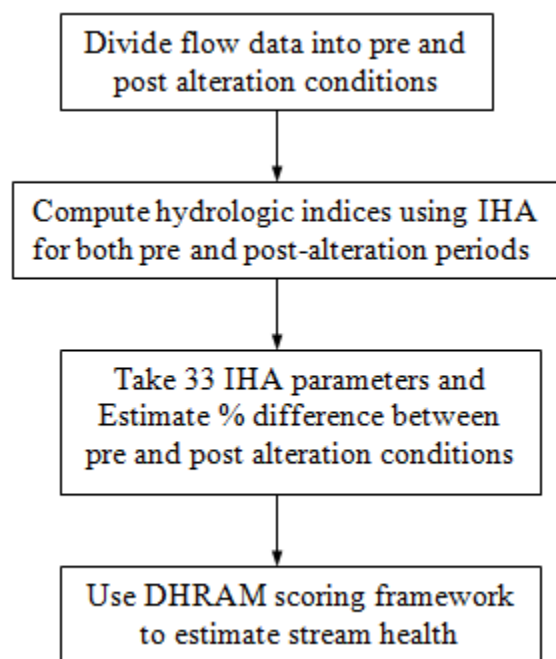 Divide flow data into pre and
post alteration conditions
Compute hydrologic indices using IHA
for both pre and post-alteration periods
Take 33 IHA parameters and
Estimate % difference between
pre and post alteration conditions
Use DHRAM scoring framework
to estimate stream health